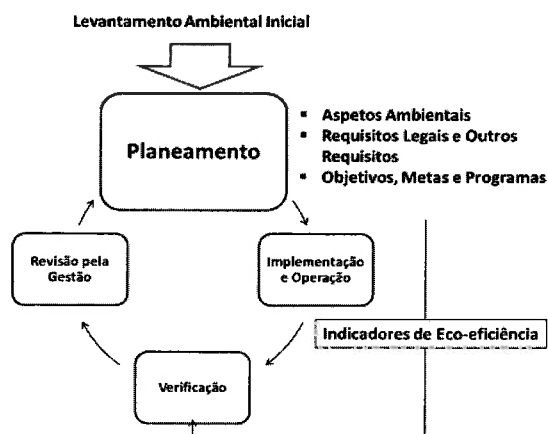 Levantamento Ambiental Inicial
Planeamento
▪ Aspetos Ambientais
▪ Requisitos Legais e Outros
Requisitos
▪ Objetivos, Metas e Programas
Revisão pela
Gestão
Implementação
e Operação
Indicadores de Eco-eficiência
Verificação